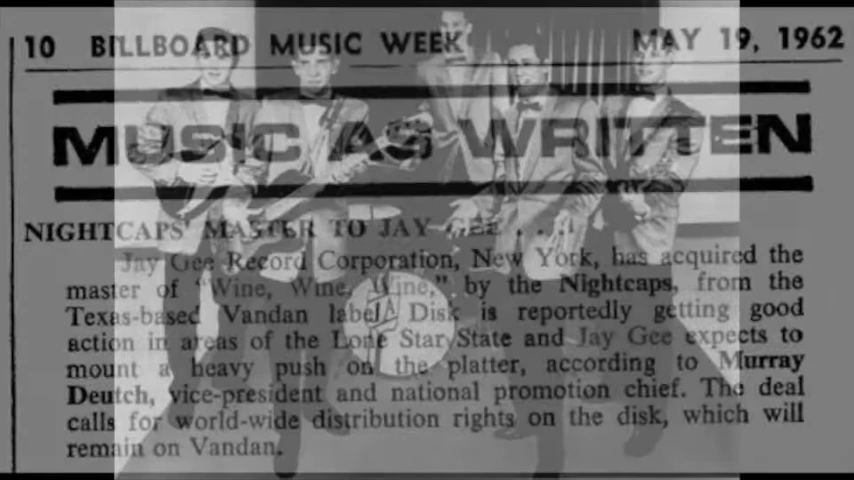 10 BILLBOARD MUSIC WEEK MAY 19, 1962
MUSIC AS WRITTEN
NIGHTCAPS' MASTER TO JAY GEE . . . .
Jay Gee Record Corporation, New York, has acquired the
master of "Wine, Wine, Wine," by the Nightcaps, from the
Texas-based Vandan label. Disk is reportedly getting good
action in areas of the Lone Star State and Jay Gee expects to
mount a heavy push on the platter, according to Murray
Deutch, vice-president and national promotion chief. The deal
calls for world-wide distribution rights on the disk, which will
remain on Vandan.